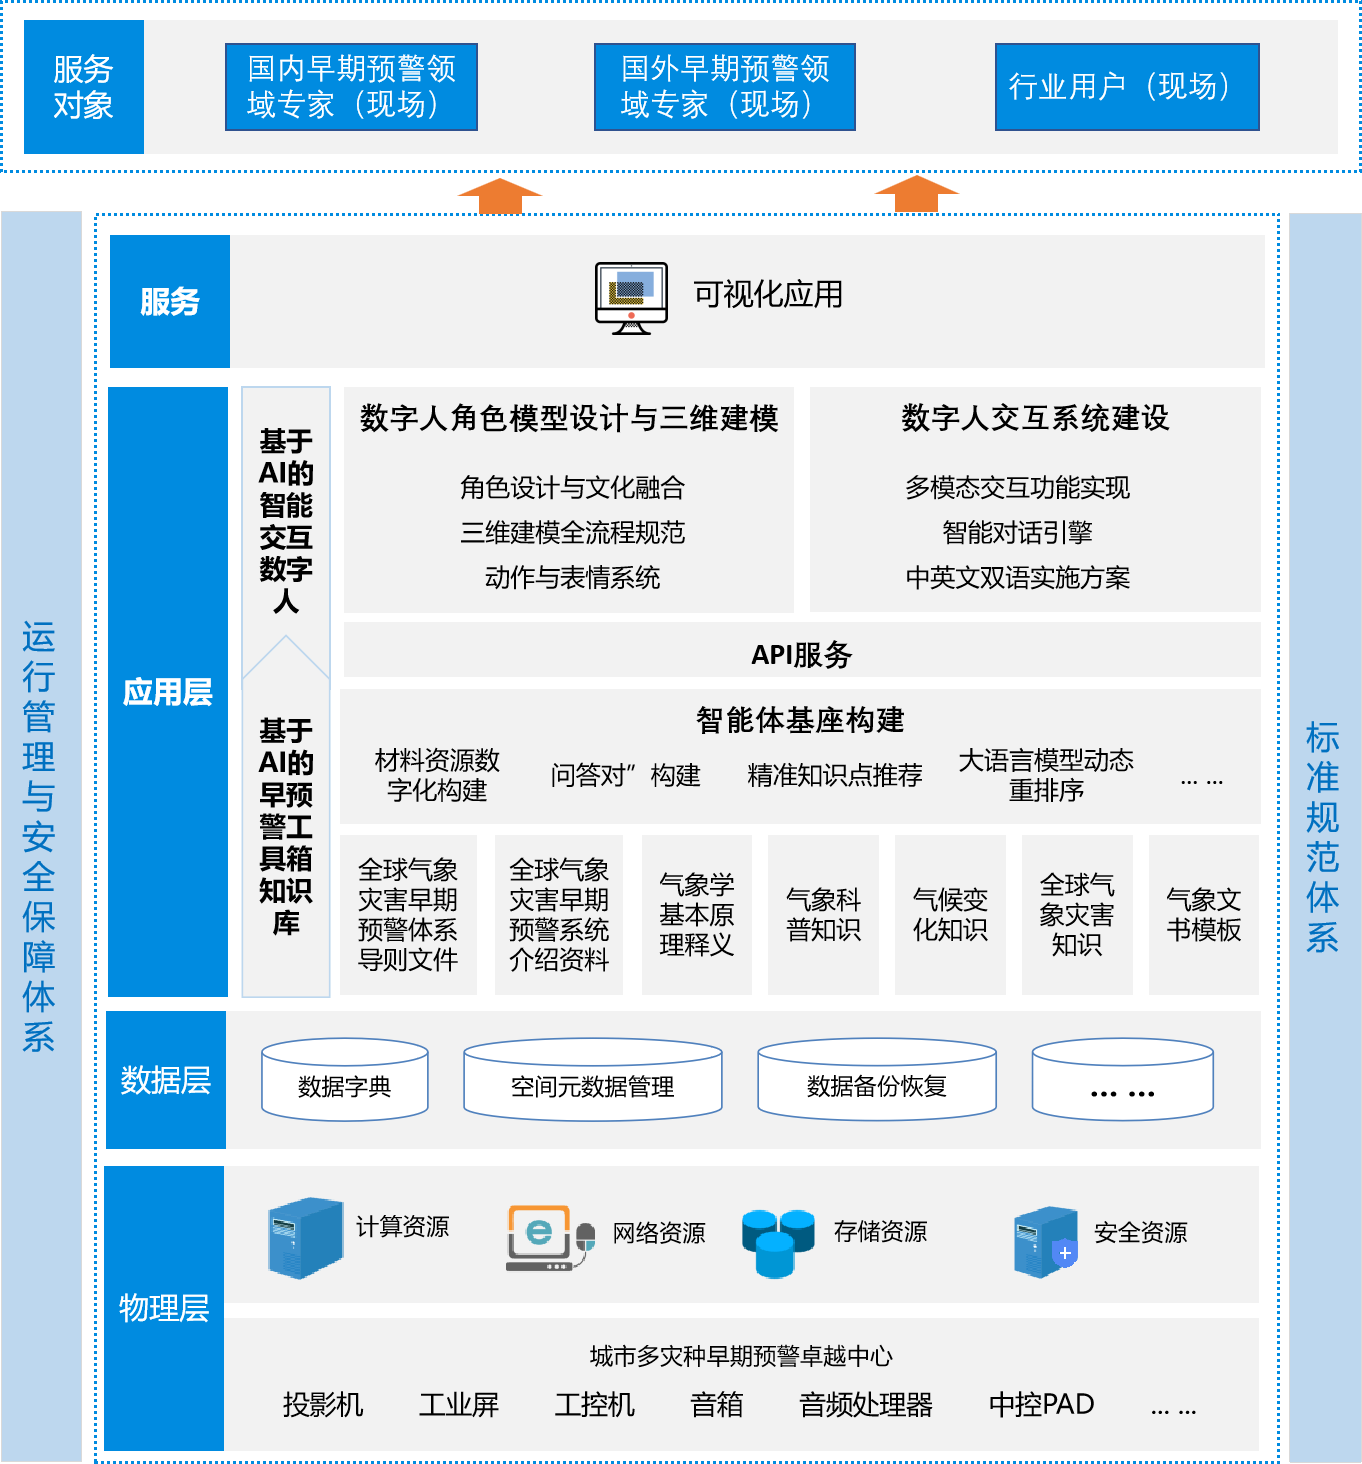 服务
对象
国内早期预警领
域专家（现场）
国外早期预警领
域专家（现场）
行业用户（现场）
运行管理与安全保障体系
标准规范体系
服务
可视化应用
应用层
基于
AI的
智能
交互
数字
人
数字人角色模型设计与三维建模
角色设计与文化融合
三维建模全流程规范
动作与表情系统
数字人交互系统建设
多模态交互功能实现
智能对话引擎
中英文双语实施方案
API服务
基于
AI的
早预
警工
具箱
知识
库
智能体基座构建
材料资源数
字化构建
问答对”构建
精准知识点推荐
大语言模型动态
重排序
... ...
全球气象
灾害早期
预警体系
导则文件
全球气象
灾害早期
预警系统
介绍资料
气象学
基本原
理释义
气象科
普知识
气候变
化知识
全球气
象灾害
知识
气象文
书模板
数据层
数据字典
空间元数据管理
数据备份恢复
... ...
物理层
计算资源
网络资源
存储资源
安全资源
城市多灾种早期预警卓越中心
投影机
工业屏
工控机
音箱
音频处理器
中控PAD
... ...